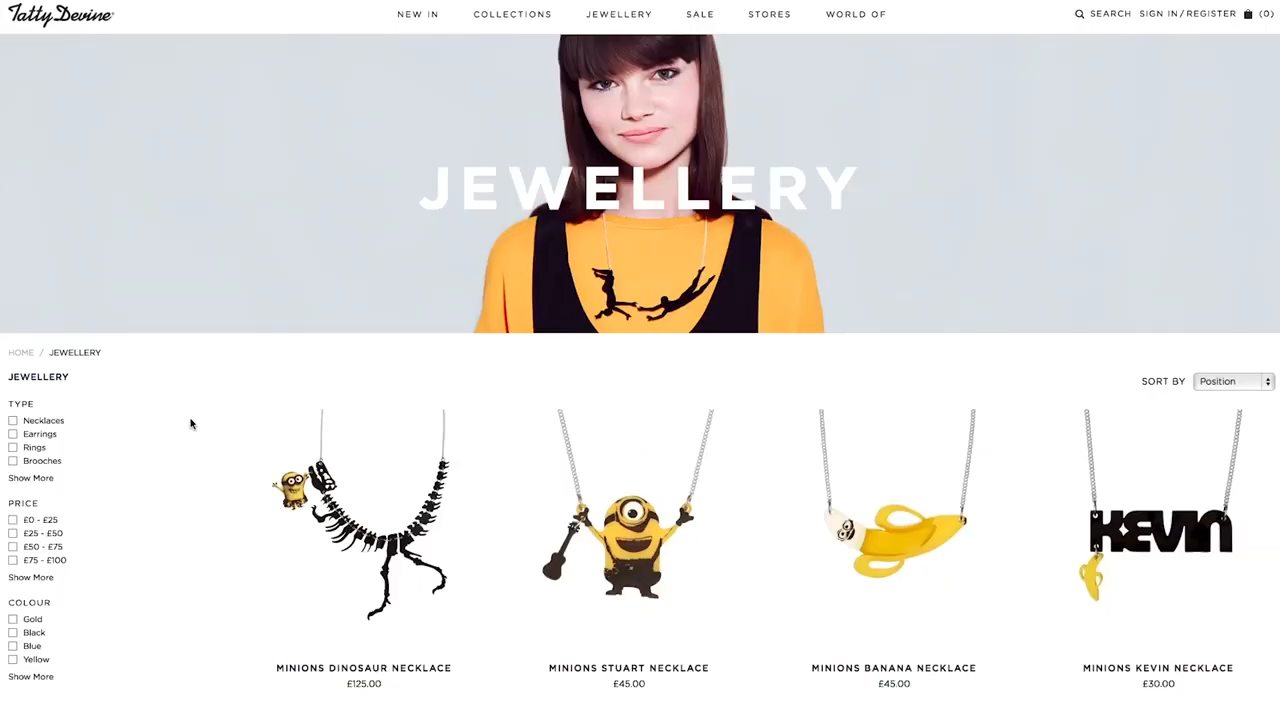 Tatty Devine
NEW IN COLLECTIONS JEWELLERY SALE STORES WORLD OF
SEARCH SIGN IN / REGISTER (0)
JEWELLERY
HOME / JEWELLERY
JEWELLERY
SORT BY Position
TYPE
Necklaces
Earrings
Rings
Brooches
Show More
PRICE
£0 - £25
£25 - £50
£50 - £75
£75 - £100
Show More
COLOUR
Gold
Black
Blue
Yellow
Show More
KEVIN
MINIONS DINOSAUR NECKLACE
£125.00
MINIONS STUART NECKLACE
£45.00
MINIONS BANANA NECKLACE
£45.00
MINIONS KEVIN NECKLACE
£30.00